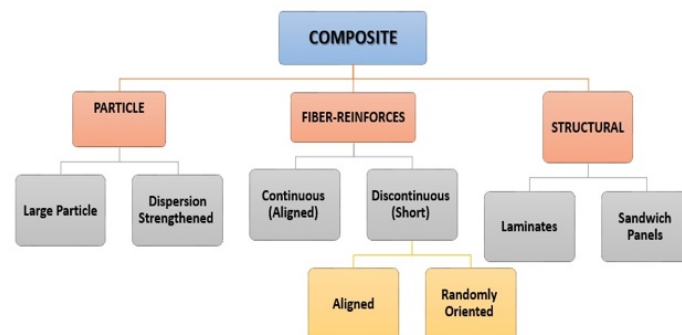 COMPOSITE
PARTICLE
FIBER-REINFORCES
STRUCTURAL
Large Particle
Dispersion
Strengthened
Continuous
(Aligned)
Discontinuous
(Short)
Laminates
Sandwich
Panels
Aligned
Randomly
Oriented